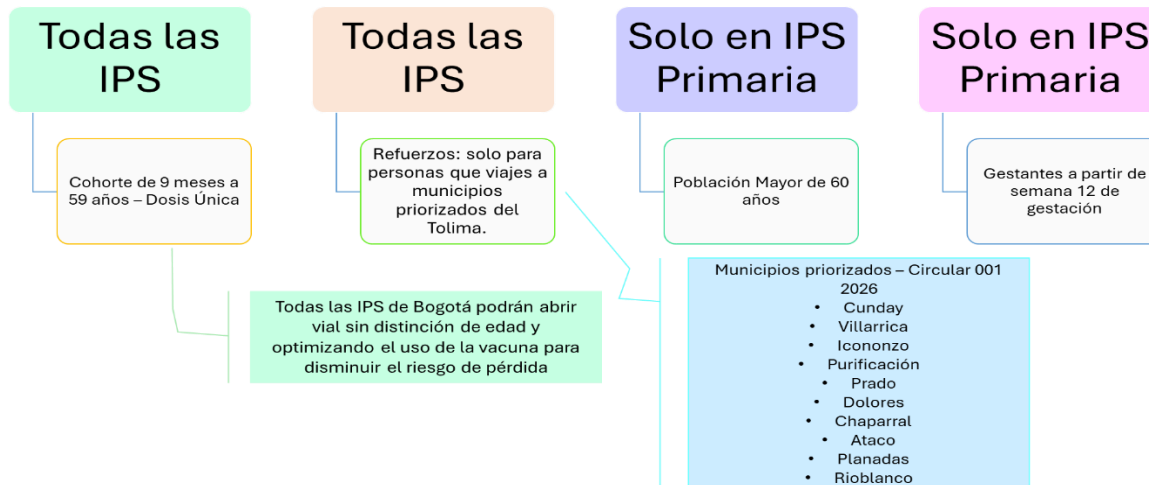 Todas las
IPS
Todas las
IPS
Solo en IPS
Primaria
Solo en IPS
Primaria
Cohorte de 9 meses a
59 años – Dosis Única
Refuerzos: solo para
personas que viajes a
municipios
priorizados del
Tolima.
Población Mayor de 60
años
Gestantes a partir de
semana 12 de
gestación
Todas las IPS de Bogotá podrán abrir
vial sin distinción de edad y
optimizando el uso de la vacuna para
disminuir el riesgo de pérdida
Municipios priorizados – Circular 001
2026
• Cunday
• Villarrica
• Icononzo
• Purificación
• Prado
• Dolores
• Chaparral
• Ataco
• Planadas
• Rioblanco